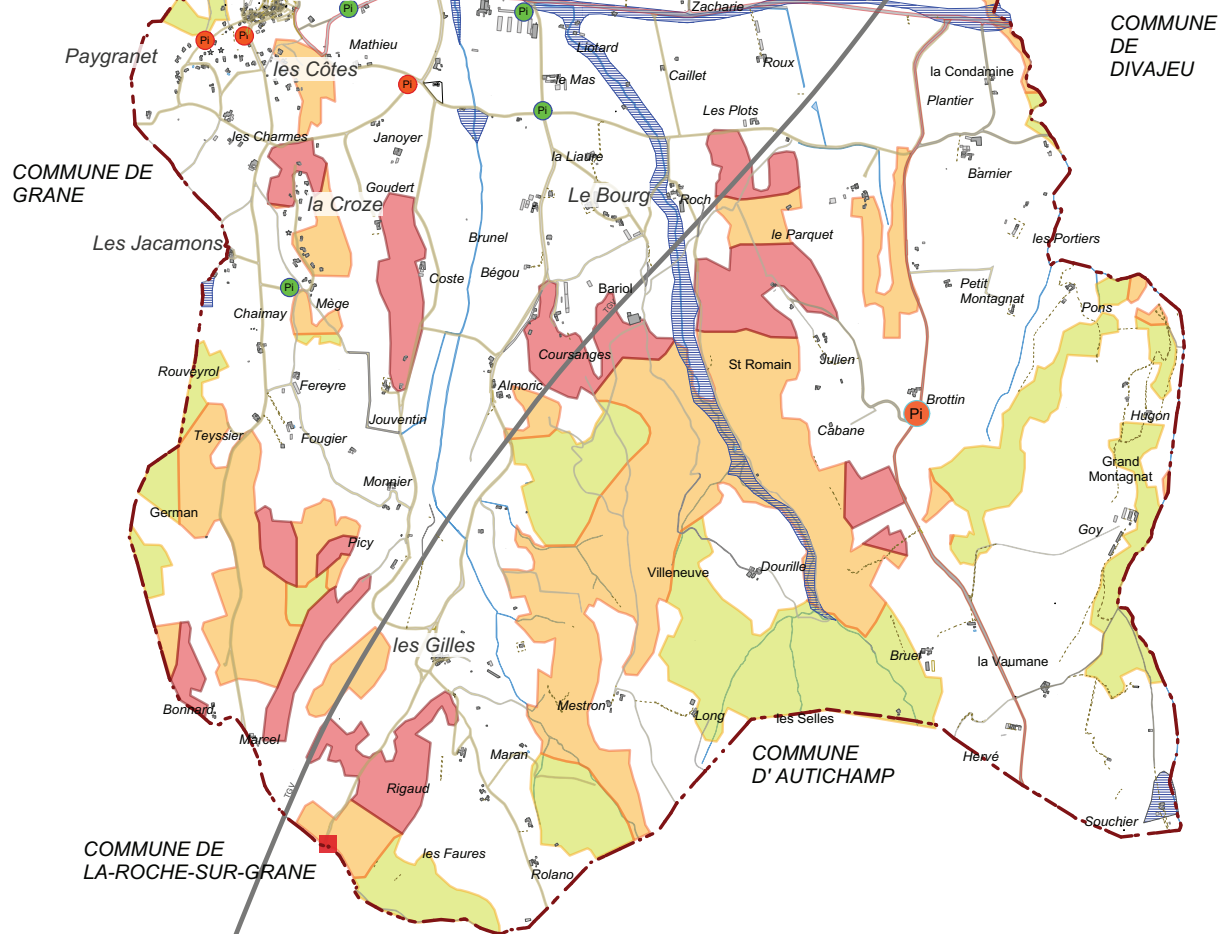 Zacharie
COMMUNE
DE
DIVAJEU
Pi
Pi
Pi
Pi
Mathieu
Liotard
Paygranet
les Côtes
Pi
le Mas
Caillet
Roux
la Condamine
Plantier
Pi
Les Plots
les Charmes
Janoyer
la Liaure
COMMUNE DE
GRANE
Barnier
Goudert
la Croze
Le Bourg
Roch
Les Jacamons
Brunel
le Parquet
les Portiers
Bégou
Coste
Pi
Bariol
Petit
Montagnat
Mège
Chaimay
TGV
Pons
Coursanges
St Romain
Julien
Rouveyrol
Fereyre
Almoric
Brottin
Pi
Jouventin
Hugon
Teyssier
Fougier
Cabane
Grand
Montagnat
Monnier
German
Goy
Picy
Villeneuve
Dourille
les Gilles
Bruel
la Vaumane
Bonnard
Mestron
Long
les Selles
Marcel
Maran
COMMUNE
D' AUTICHAMP
Hervé
TGV
Rigaud
Souchier
COMMUNE DE
LA-ROCHE-SUR-GRANE
les Faures
Rolano